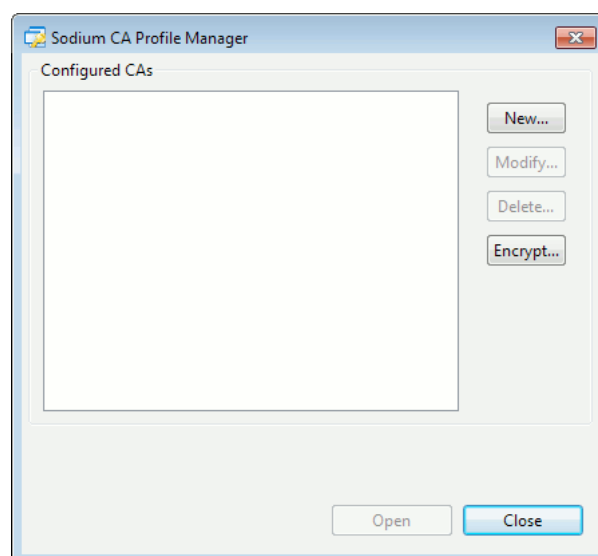 Sodium CA Profile Manager
Configured CAs
New...
Modify...
Delete...
Encrypt...
Open
Close